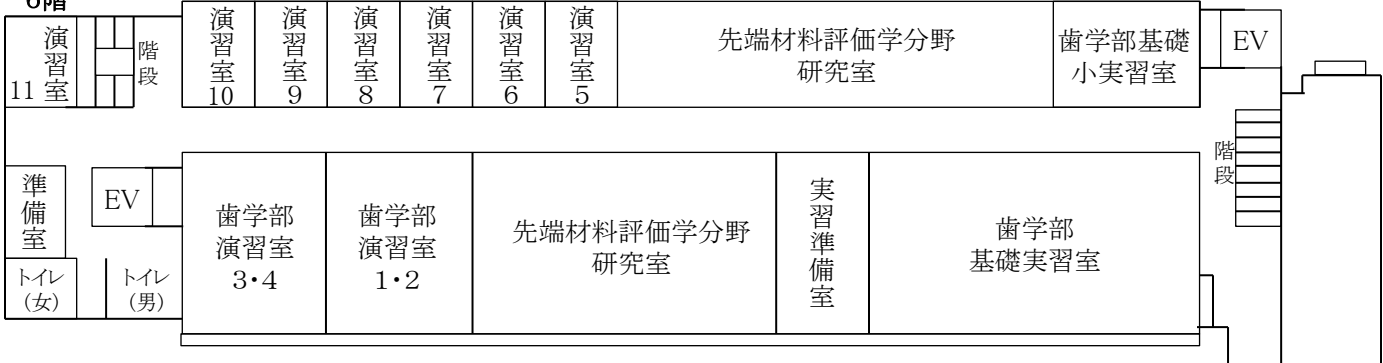 6階
演習室
11
階段
演習室
10
演習室
9
演習室
8
演習室
7
演習室
6
演習室
5
先端材料評価学分野
研究室
歯学部基礎
小実習室
EV
階段
準備室
EV
トイレ
(女)
トイレ
(男)
歯学部
演習室
3・4
歯学部
演習室
1・2
先端材料評価学分野
研究室
実習準備室
歯学部
基礎実習室